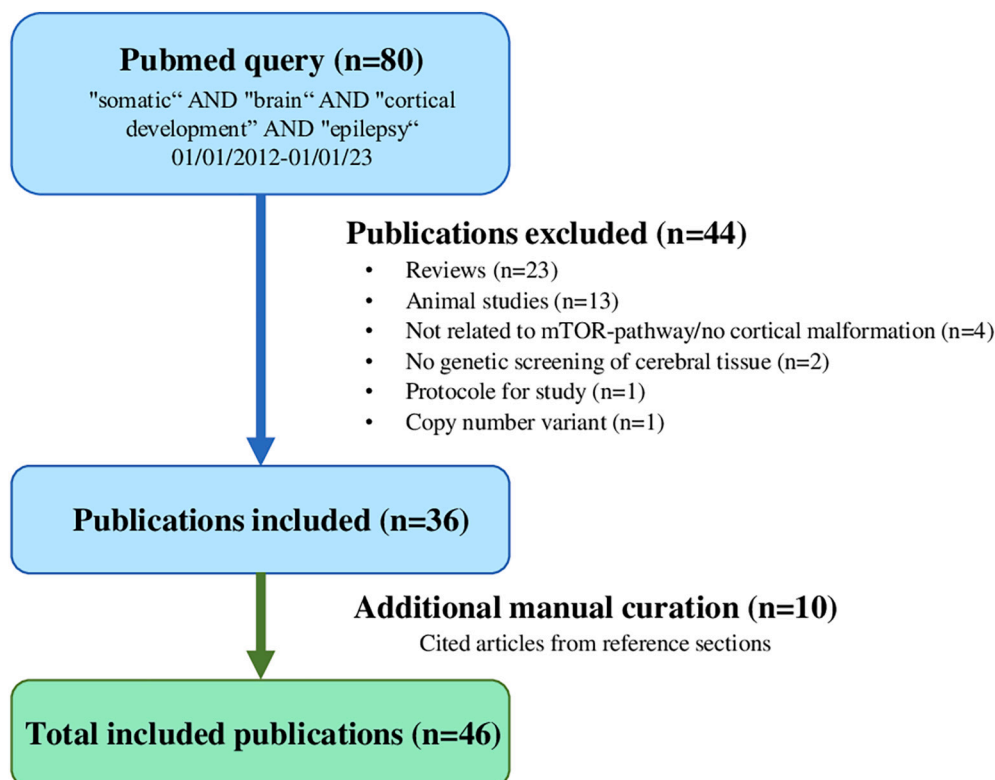 Pubmed query (n=80)
"somatic“ AND "brain“ AND "cortical
development” AND "epilepsy“
01/01/2012-01/01/23
Publications excluded (n=44)
• Reviews (n=23)
• Animal studies (n=13)
• Not related to mTOR-pathway/no cortical malformation (n=4)
• No genetic screening of cerebral tissue (n=2)
• Protocole for study (n=1)
• Copy number variant (n=1)
Publications included (n=36)
Additional manual curation (n=10)
Cited articles from reference sections
Total included publications (n=46)